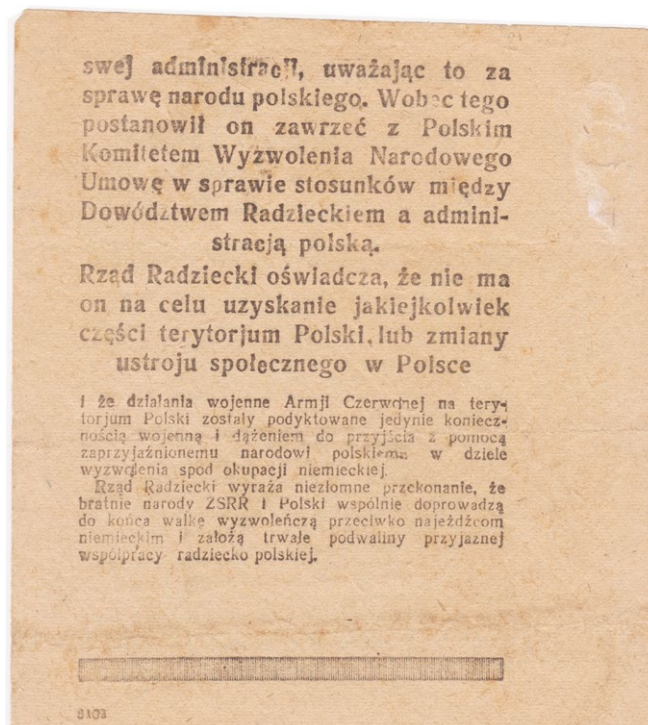 swej administracji, uważając to za
sprawę narodu polskiego. Wobec tego
postanowił on zawrzeć z Polskim
Komitetem Wyzwolenia Narodowego
Umowę w sprawie stosunków między
Dowództwem Radzieckiem a admini-
stracją polską.
Rząd Radziecki oświadcza, że nie ma
on na celu uzyskanie jakiejkolwiek
części terytorjum Polski, lub zmiany
ustroju społecznego w Polsce
i że działania wojenne Armji Czerwonej na tery-
torjum Polski zostały podyktowane jedynie koniecz-
nością wojenną i dążeniem do przyjścia z pomocą
zaprzyjaźnionemu narodowi polskiemu w dziele
wyzwolenia spod okupacji niemieckiej.
Rząd Radziecki wyraża niezłomne przekonanie, że
bratnie narody ZSRR i Polski wspólnie doprowadzą
do końca walkę wyzwoleńczą przeciwko najeźdźcom
niemieckim i założą trwałe podwaliny przyjaznej
współpracy radziecko polskiej.